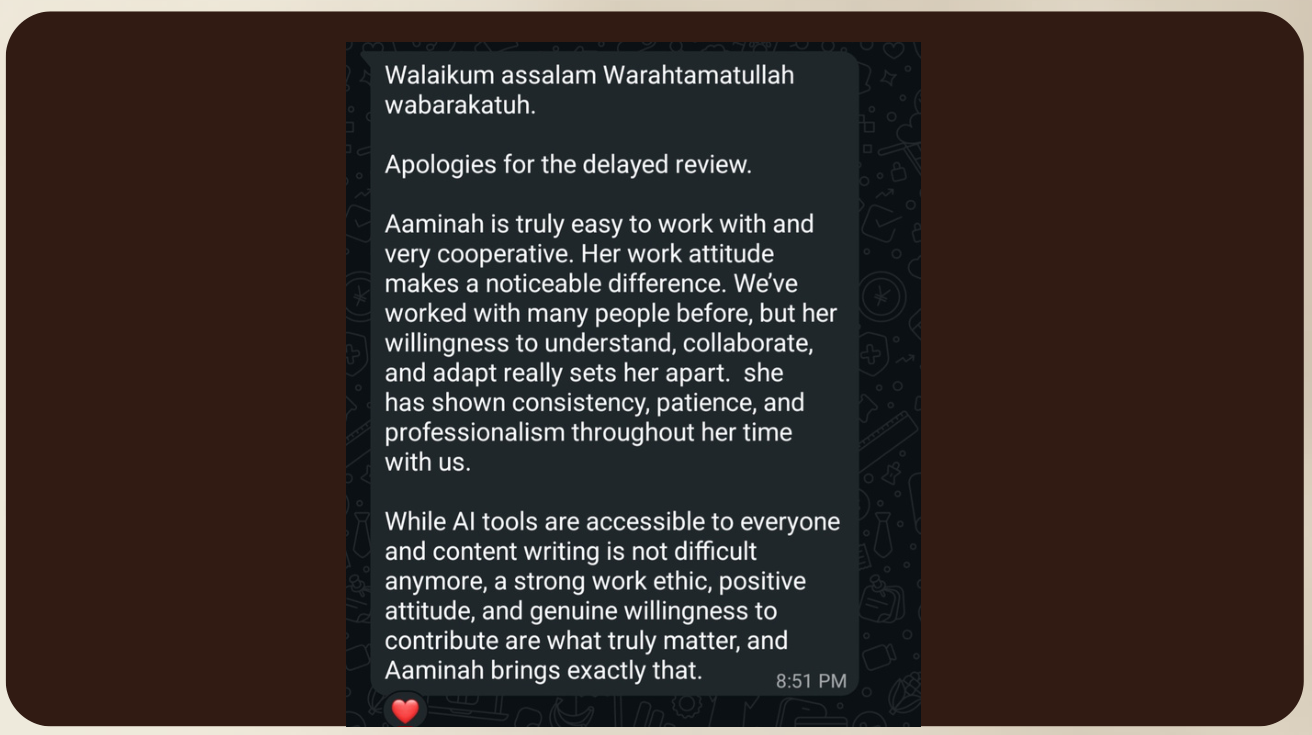 Walaikum assalam Warahtamatullah
wabarakatuh.
Apologies for the delayed review.
Aaminah is truly easy to work with and
very cooperative. Her work attitude
makes a noticeable difference. We’ve
worked with many people before, but her
willingness to understand, collaborate,
and adapt really sets her apart.  she
has shown consistency, patience, and
professionalism throughout her time
with us.
While AI tools are accessible to everyone
and content writing is not difficult
anymore, a strong work ethic, positive
attitude, and genuine willingness to
contribute are what truly matter, and
Aaminah brings exactly that.
8:51 PM